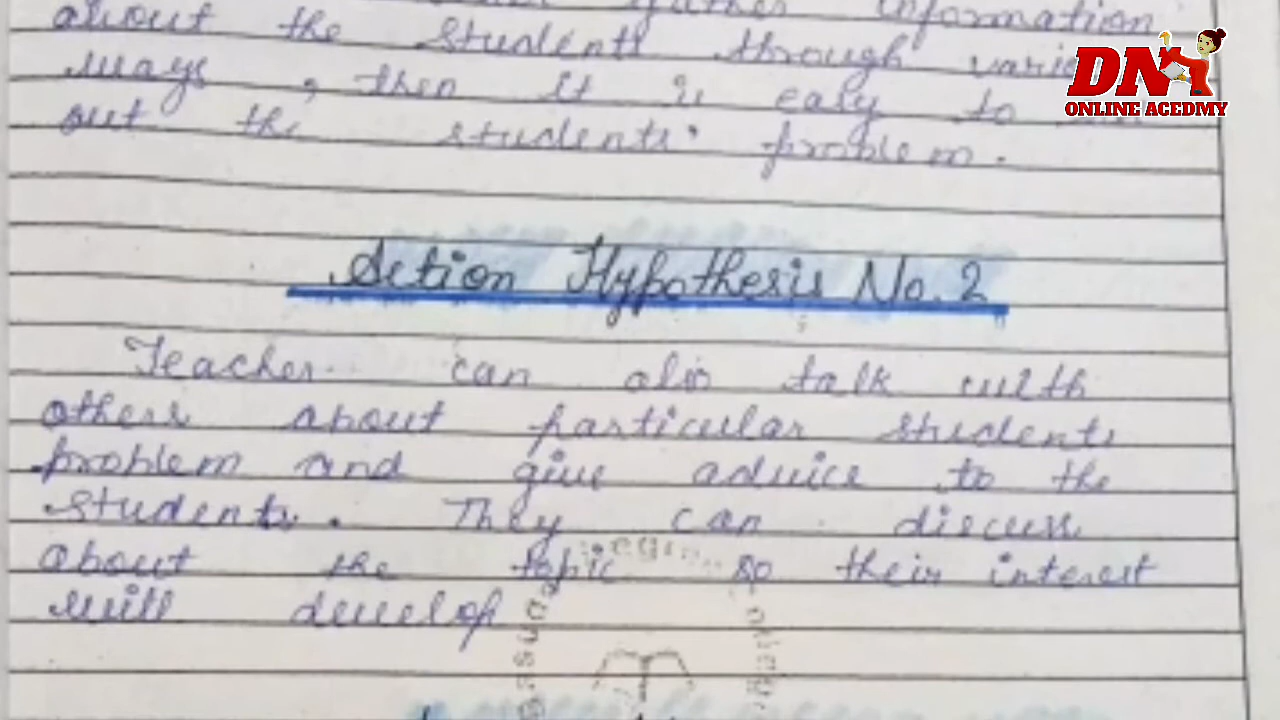 information
about the students through
ways, then it is easy to
out the students' problem.
Action Hypothesis No. 2
Teacher can also talk with
others about particular students
problem and give advice to the
students. They can discuss
about the topic so their interest
will develop
DN
ONLINE ACEDMY